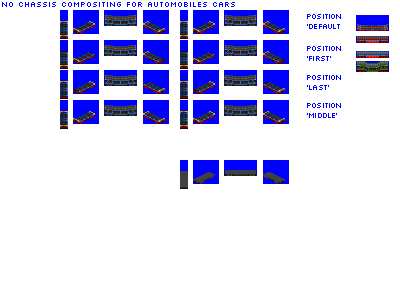 NO CHASSIS COMPOSITING FOR AUTOMOBILES CARS
POSITION
'DEFAULT
POSITION
'FIRST'
POSITION
'LAST'
POSITION
'MIDDLE'